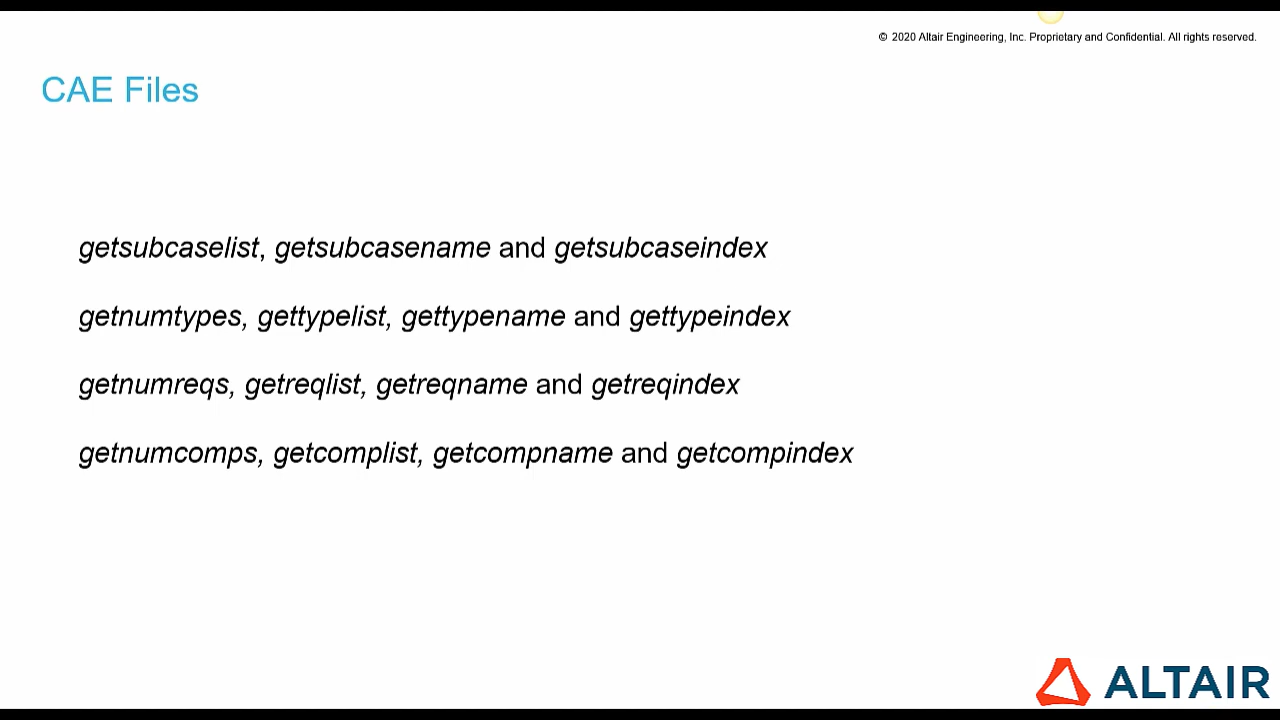 © 2020 Altair Engineering, Inc. Proprietary and Confidential. All rights reserved.
CAE Files
getsubcaselist, getsubcasename and getsubcaseindex
getnumtypes, gettypelist, gettypename and gettypeindex
getnumreqs, getreqlist, getreqname and getreqindex
getnumcomps, getcomplist, getcompname and getcompindex
ALTAIR